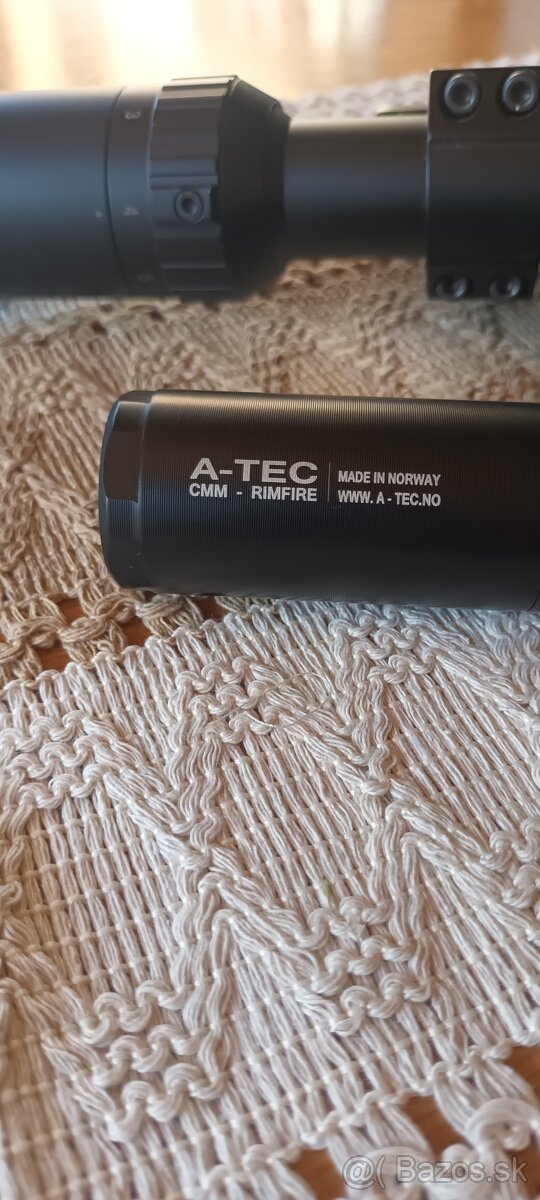 3
4
A-TEC
CMM - RIMFIRE
MADE IN NORWAY
WWW. A - TEC.NO
@( Bazos.sk